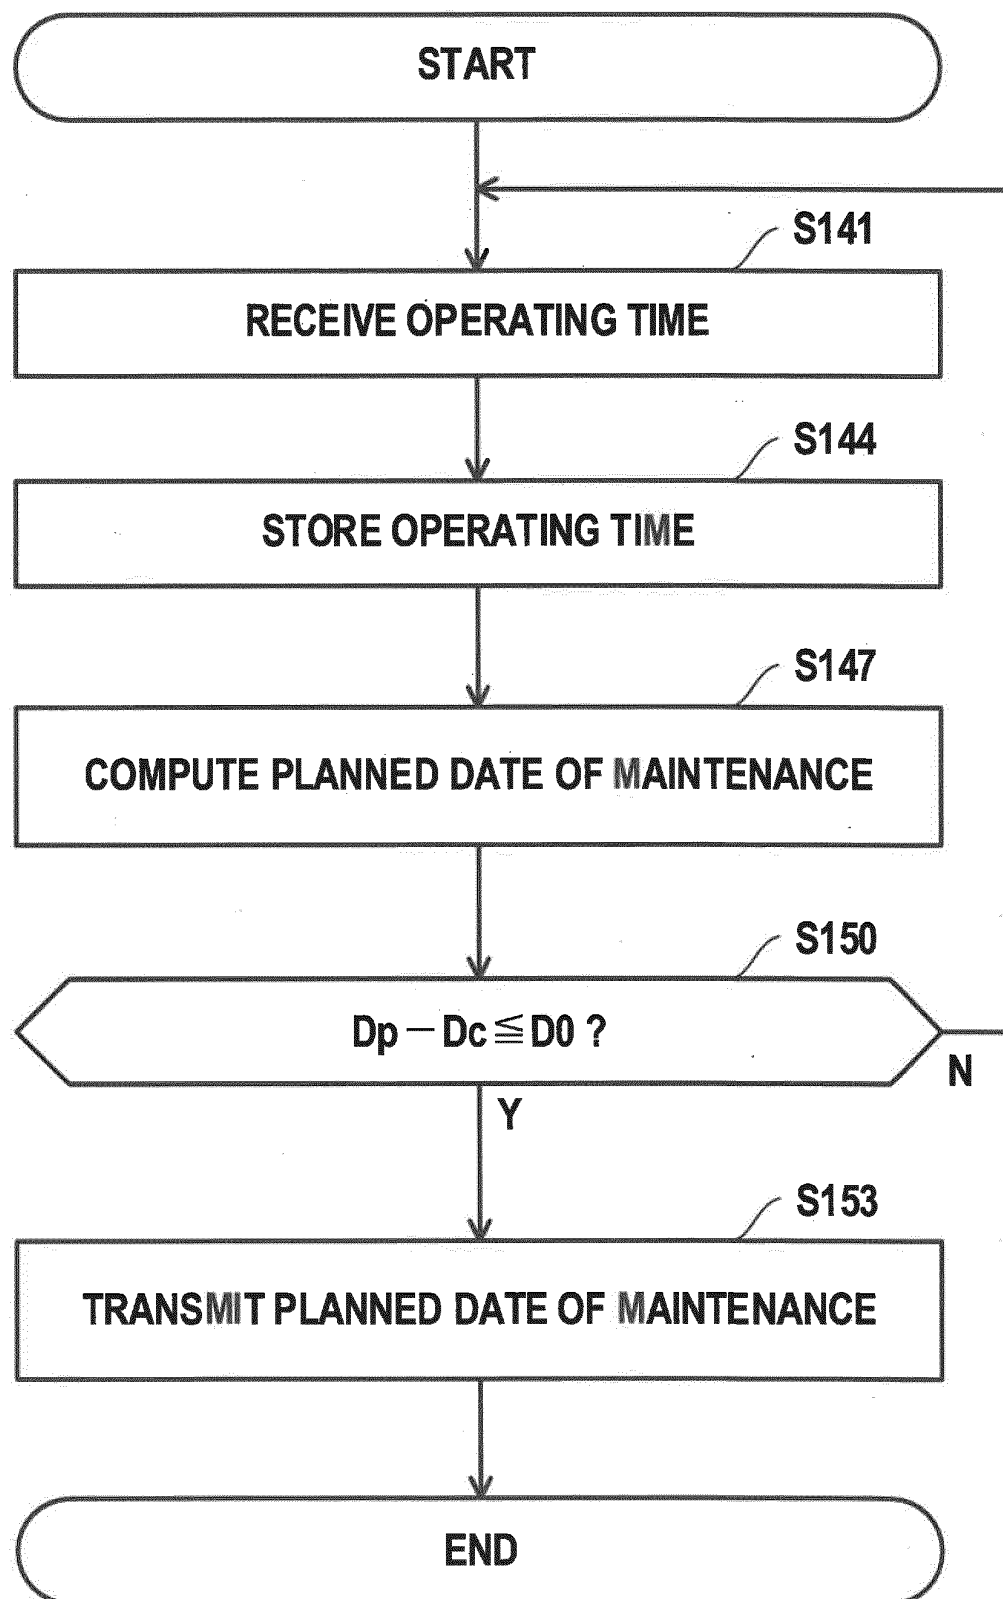 START
S141
RECEIVE OPERATING TIME
S144
STORE OPERATING TIME
S147
COMPUTE PLANNED DATE OF MAINTENANCE
S150
Dp－Dc≦D0 ?
N
Y
S153
TRANSMIT PLANNED DATE OF MAINTENANCE
END